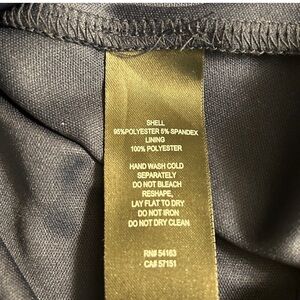 SHELL
95%POLYESTER 5% SPANDEX
LINING
100% POLYESTER
HAND WASH COLD
SEPARATELY
DO NOT BLEACH
RESHAPE,
LAY FLAT TO DRY
DO NOT IRON
DO NOT DRY CLEAN
RN# 54163
CA# 57151